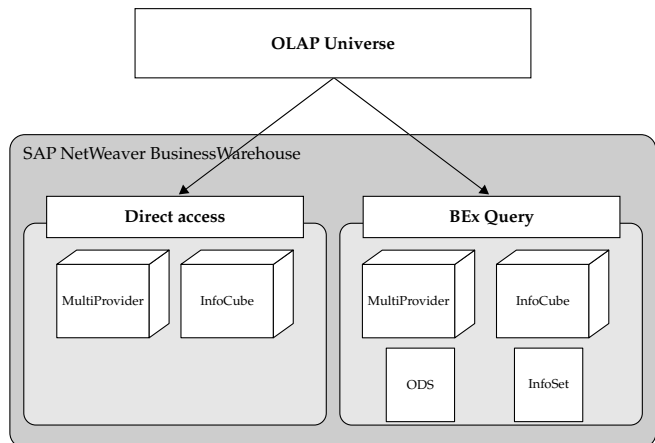 OLAP Universe
SAP NetWeaver BusinessWarehouse
Direct access
BEx Query
MultiProvider
InfoCube
MultiProvider
InfoCube
ODS
InfoSet